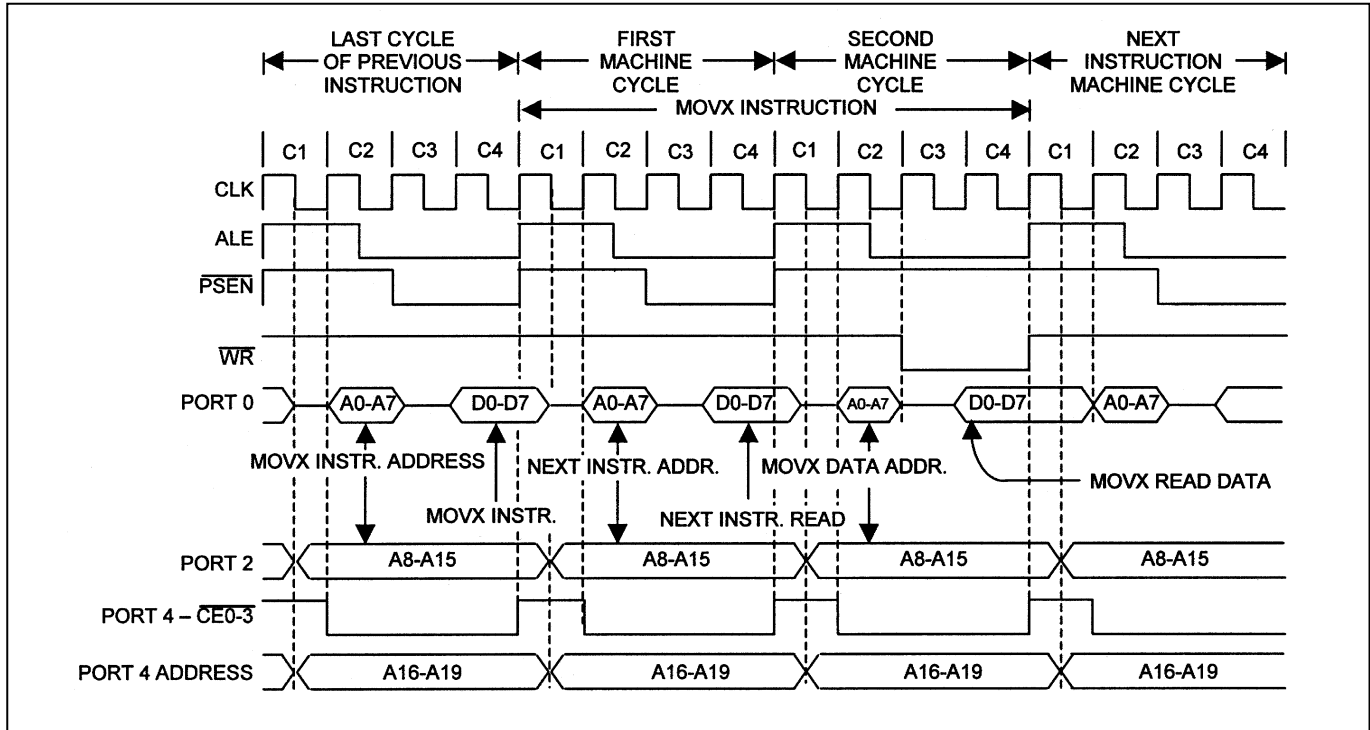 LAST CYCLE
OF PREVIOUS
INSTRUCTION
FIRST
MACHINE
CYCLE
SECOND
MACHINE
CYCLE
NEXT
INSTRUCTION
MACHINE CYCLE
MOVX INSTRUCTION
C1 C2 C3 C4 C1 C2 C3 C4 C1 C2 C3 C4 C1 C2 C3 C4
CLK
ALE
PSEN
WR
PORT 0 A0-A7 D0-D7 A0-A7 D0-D7 A0-A7 D0-D7 A0-A7
MOVX INSTR. ADDRESS NEXT INSTR. ADDR. MOVX DATA ADDR.
MOVX READ DATA
MOVX INSTR. NEXT INSTR. READ
PORT 2 A8-A15 A8-A15 A8-A15 A8-A15
PORT 4 – CE0-3
PORT 4 ADDRESS A16-A19 A16-A19 A16-A19 A16-A19